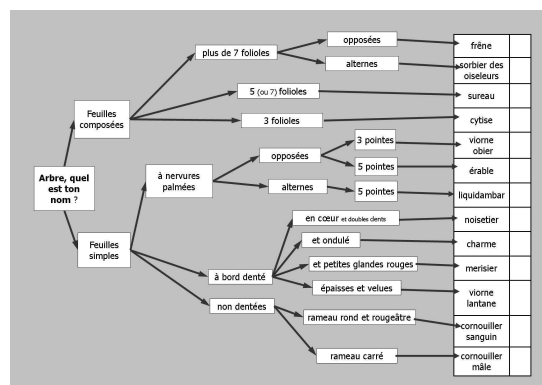 plus de 7 folioles
opposées
frêne
alternes
sorbier des
oiseleurs
5 (ou 7) folioles
sureau
Feuilles
composées
3 folioles
cytise
3 pointes
viorne
obier
Arbre, quel
est ton
nom ?
à nervures
palmées
opposées
5 pointes
érable
alternes
5 pointes
liquidambar
en cœur et doubles dents
noisetier
Feuilles
simples
et ondulé
charme
à bord denté
et petites glandes rouges
merisier
épaisses et velues
viorne
lantane
non dentées
rameau rond et rougeâtre
cornouiller
sanguin
rameau carré
cornouiller
mâle